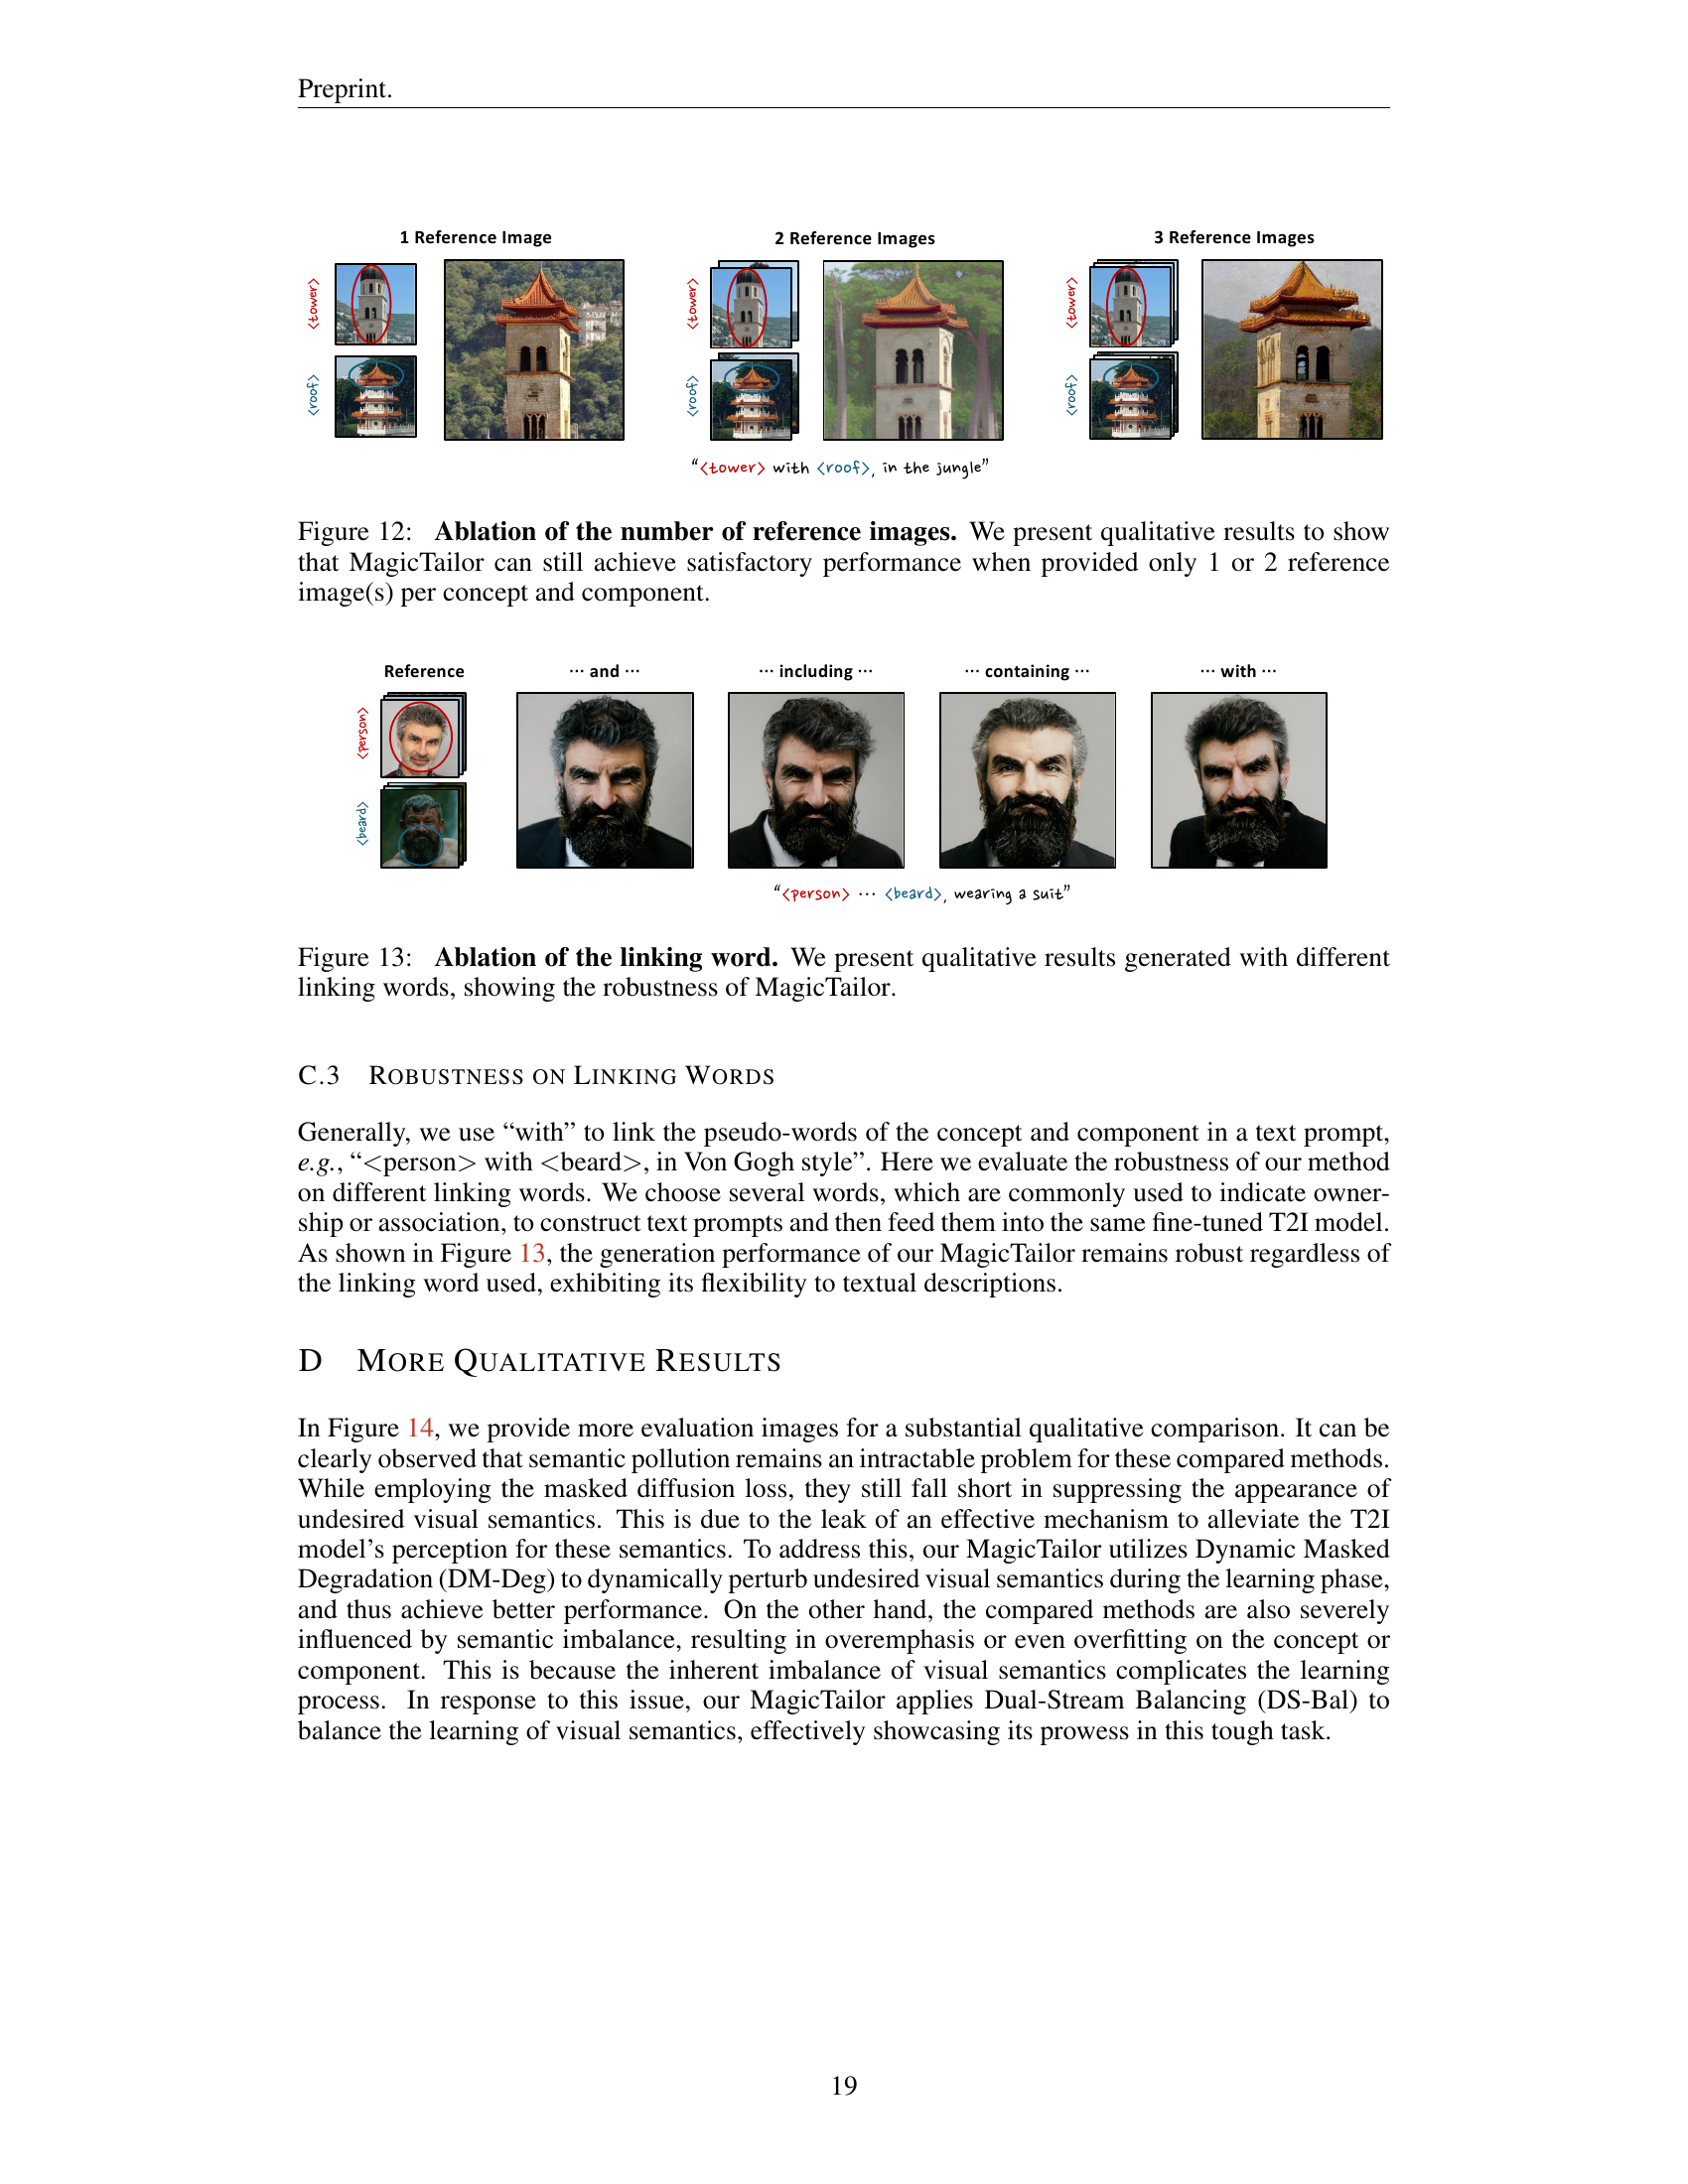 Preprint.
1 Reference Image
2 Reference Images
3 Reference Images
<tower>
<roof>
<tower>
<roof>
<tower>
<roof>
“<tower> with <roof>, in the jungle”
Figure 12: Ablation of the number of reference images. We present qualitative results to show
that MagicTailor can still achieve satisfactory performance when provided only 1 or 2 reference
image(s) per concept and component.
Reference
··· and ···
··· including ···
··· containing ···
··· with ···
<person>
<beard>
“<person> ··· <beard>, wearing a suit”
Figure 13: Ablation of the linking word. We present qualitative results generated with different
linking words, showing the robustness of MagicTailor.
C.3 ROBUSTNESS ON LINKING WORDS
Generally, we use “with” to link the pseudo-words of the concept and component in a text prompt,
e.g., “<person> with <beard>, in Von Gogh style”. Here we evaluate the robustness of our method
on different linking words. We choose several words, which are commonly used to indicate owner-
ship or association, to construct text prompts and then feed them into the same fine-tuned T2I model.
As shown in Figure 13, the generation performance of our MagicTailor remains robust regardless of
the linking word used, exhibiting its flexibility to textual descriptions.
D MORE QUALITATIVE RESULTS
In Figure 14, we provide more evaluation images for a substantial qualitative comparison. It can be
clearly observed that semantic pollution remains an intractable problem for these compared methods.
While employing the masked diffusion loss, they still fall short in suppressing the appearance of
undesired visual semantics. This is due to the leak of an effective mechanism to alleviate the T2I
model’s perception for these semantics. To address this, our MagicTailor utilizes Dynamic Masked
Degradation (DM-Deg) to dynamically perturb undesired visual semantics during the learning phase,
and thus achieve better performance. On the other hand, the compared methods are also severely
influenced by semantic imbalance, resulting in overemphasis or even overfitting on the concept or
component. This is because the inherent imbalance of visual semantics complicates the learning
process. In response to this issue, our MagicTailor applies Dual-Stream Balancing (DS-Bal) to
balance the learning of visual semantics, effectively showcasing its prowess in this tough task.
19